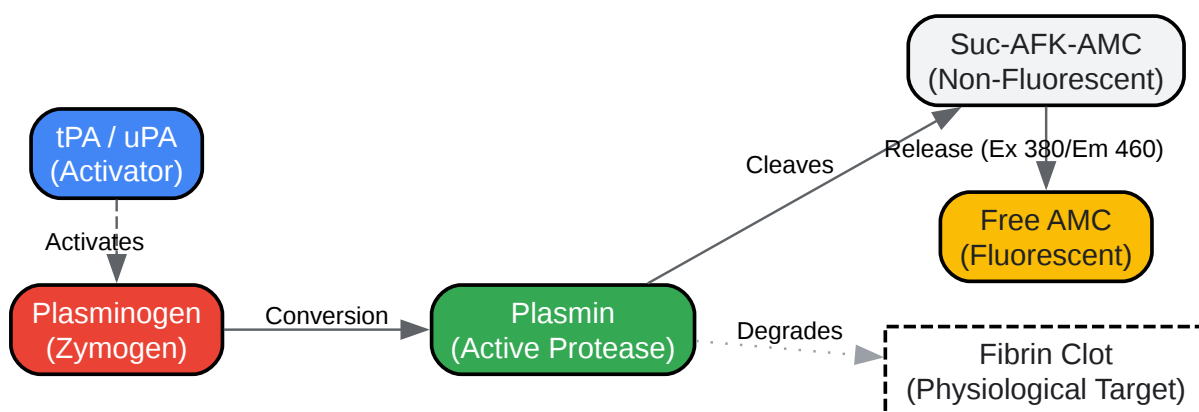 Suc-AFK-AMC
(Non-Fluorescent)
tPA / uPA
(Activator)
Cleaves
Release (Ex 380/Em 460)
Activates
Free AMC
(Fluorescent)
Plasminogen
(Zymogen)
Conversion
Plasmin
(Active Protease)
Degrades
Fibrin Clot
(Physiological Target)